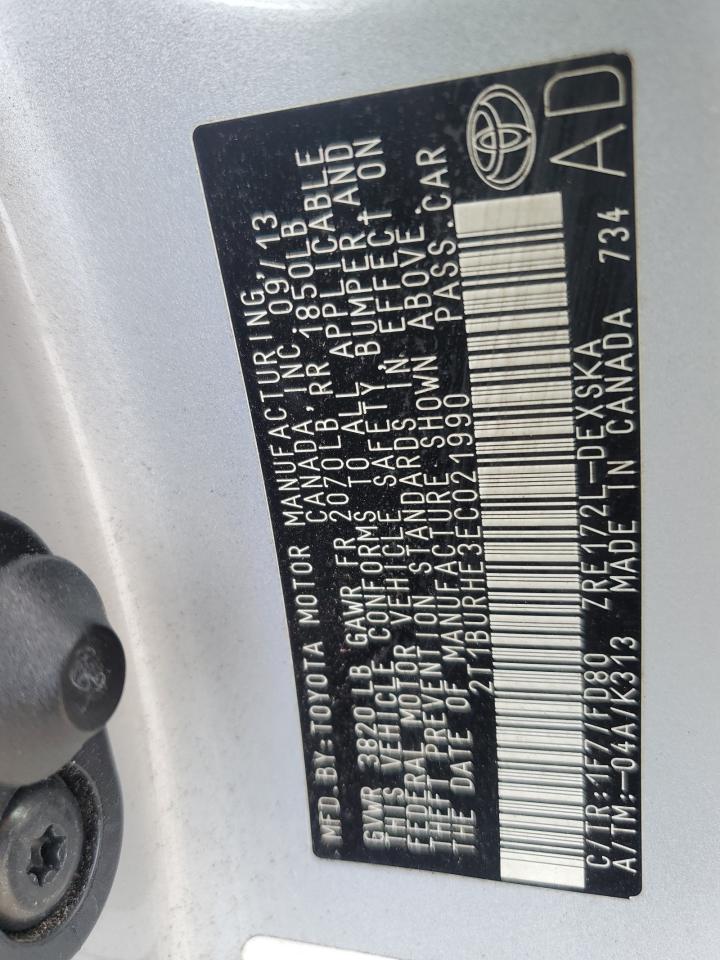 MFD.BY:TOYOTA MOTOR MANUFACTURING,
CANADA, INC. 09/13
GVWR 3820 LB GAWR FR 2070LB, RR 1850LB
THIS VEHICLE CONFORMS TO ALL APPLICABLE
FEDERAL MOTOR VEHICLE SAFETY, BUMPER, AND
THEFT PREVENTION STANDARDS IN EFFECT ON
THE DATE OF MANUFACTURE SHOWN ABOVE.
2T1BURHE3EC021990 PASS.CAR
C/TR:1F7/FD80 ZRE172L-DEXSKA
A/TM:-04A/K313 MADE IN CANADA 734
AD